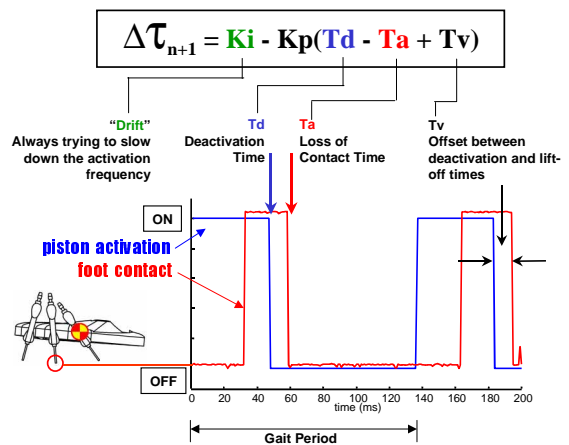 Δτn+1 = Ki - Kp(Td - Ta + Tv)
"Drift"
Always trying to slow
down the activation
frequency
Td
Deactivation
Time
Ta
Loss of
Contact Time
Tv
Offset between
deactivation and lift-
off times
ON
piston activation
foot contact
OFF
0 20 40 60 80 100 120 140 160 180 200
time (ms)
Gait Period